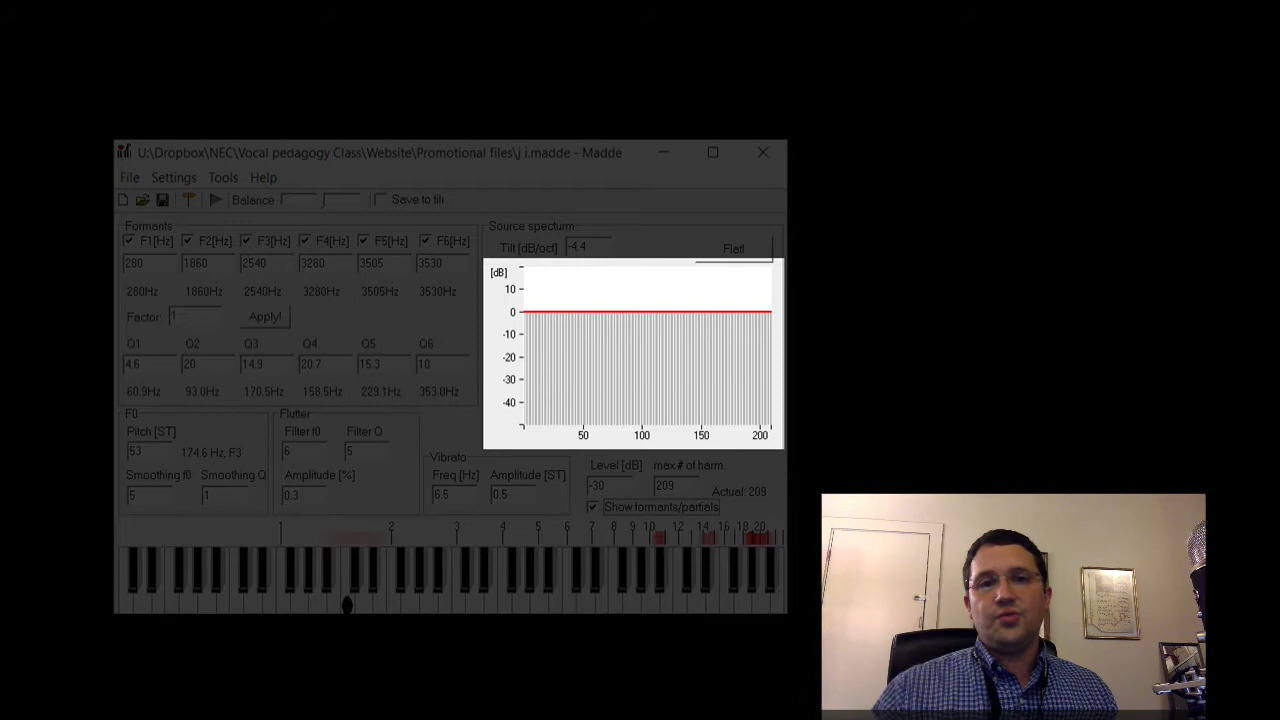 U:\Dropbox\NEC\Vocal pedagogy Class\Website\Promotional files\j i.madde - Madde
File Settings Tools Help
Balance Save to file
Formants
F1[Hz] F2[Hz] F3[Hz] F4[Hz] F5[Hz] F6[Hz]
280 1860 2540 3280 3505 3530
280Hz 1860Hz 2540Hz 3280Hz 3505Hz 3530Hz
Factor: 1 Apply!
Q1 Q2 Q3 Q4 Q5 Q6
4.6 20 14.9 20.7 15.3 10
60.9Hz 93.0Hz 170.5Hz 158.5Hz 229.1Hz 353.0Hz
Source specturm
Tilt [dB/oct] -4.4 Flat!
[dB]
10
0
-10
-20
-30
-40
50 100 150 200
F0
Pitch [ST]
53 174.6 Hz, F3
Smoothing f0 Smoothing Q
5 1
Flutter
Filter f0 Filter Q
6 5
Amplitude [%]
0.3
Vibrato
Freq [Hz] Amplitude [ST]
6.5 0.5
Level [dB] max # of harm.
-30 209 Actual: 209
Show formants/partials
1 2 3 4 5 6 7 8 9 10 12 14 16 18 20